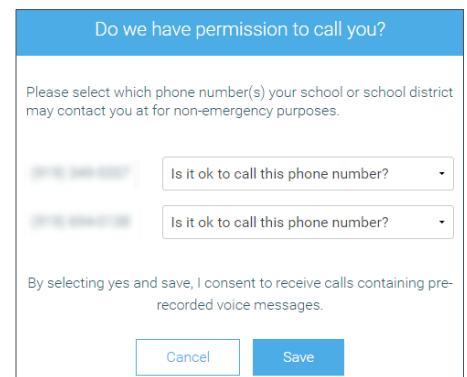 Do we have permission to call you?
Please select which phone number(s) your school or school district
may contact you at for non-emergency purposes.
Is it ok to call this phone number?
Is it ok to call this phone number?
By selecting yes and save, I consent to receive calls containing pre-
recorded voice messages.
Cancel Save